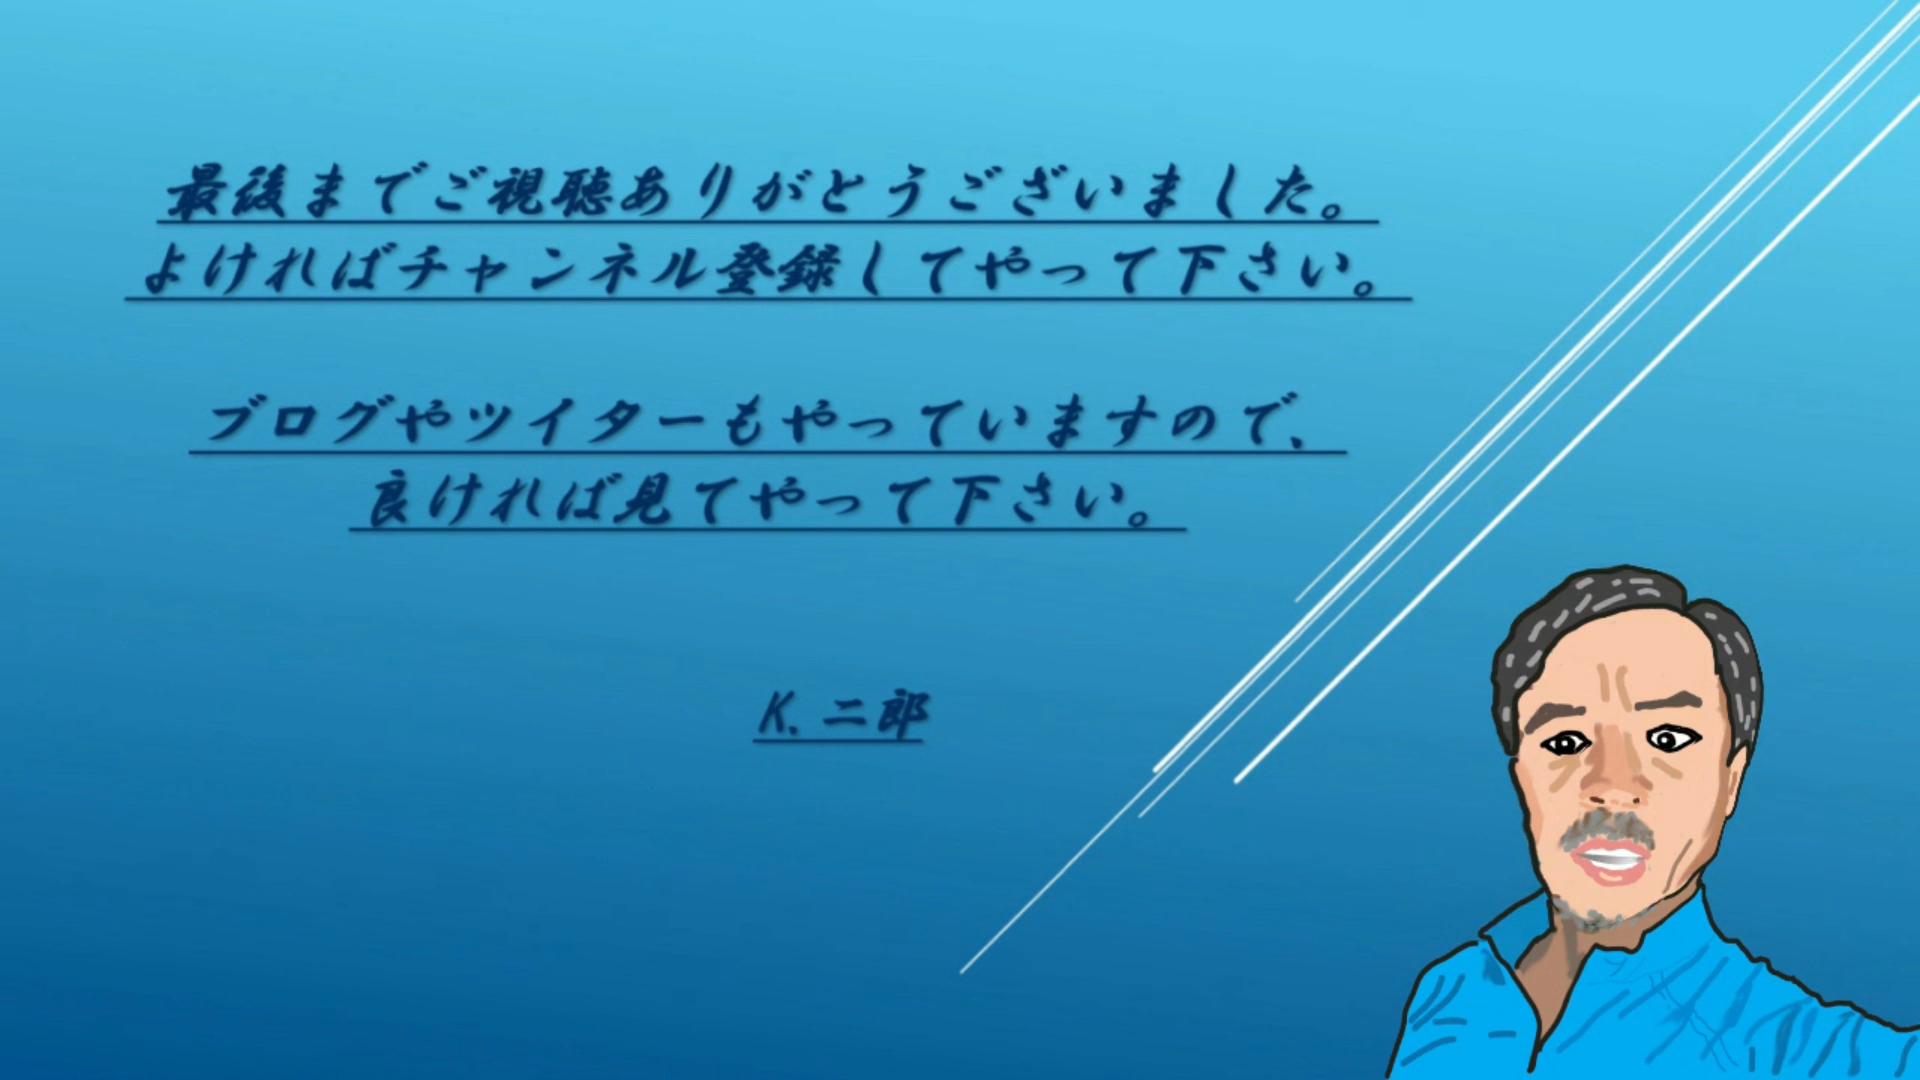 最後までご視聴ありがとうございました。
よければチャンネル登録してやって下さい。
ブログやツイターもやっていますので、
良ければ見てやって下さい。
K.二郎